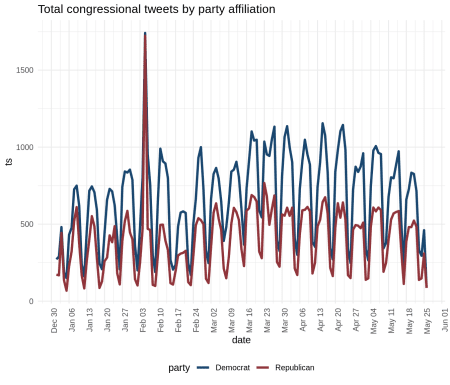 Total congressional tweets by party affiliation
ts
1500
1000
500
0
Dec 30
Jan 06
Jan 13
Jan 20
Jan 27
Feb 03
Feb 10
Feb 17
Feb 24
Mar 02
Mar 09
Mar 16
Mar 23
Mar 30
Apr 06
Apr 13
Apr 20
Apr 27
May 04
May 11
May 18
May 25
Jun 01
date
party Democrat Republican